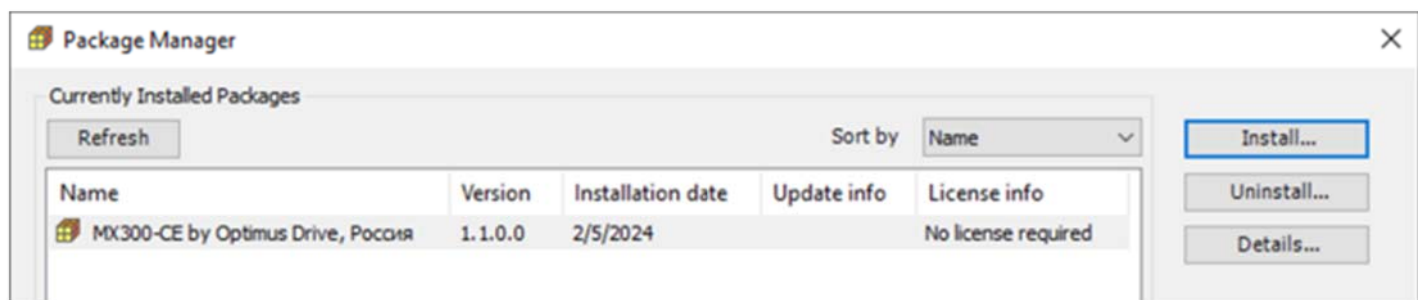 Package Manager
Currently Installed Packages
Refresh
Sort by
Name
Install...
Name
Version
Installation date
Update info
License info
Uninstall...
MX300-CE by Optimus Drive, Россия
1.1.0.0
2/5/2024
No license required
Details...